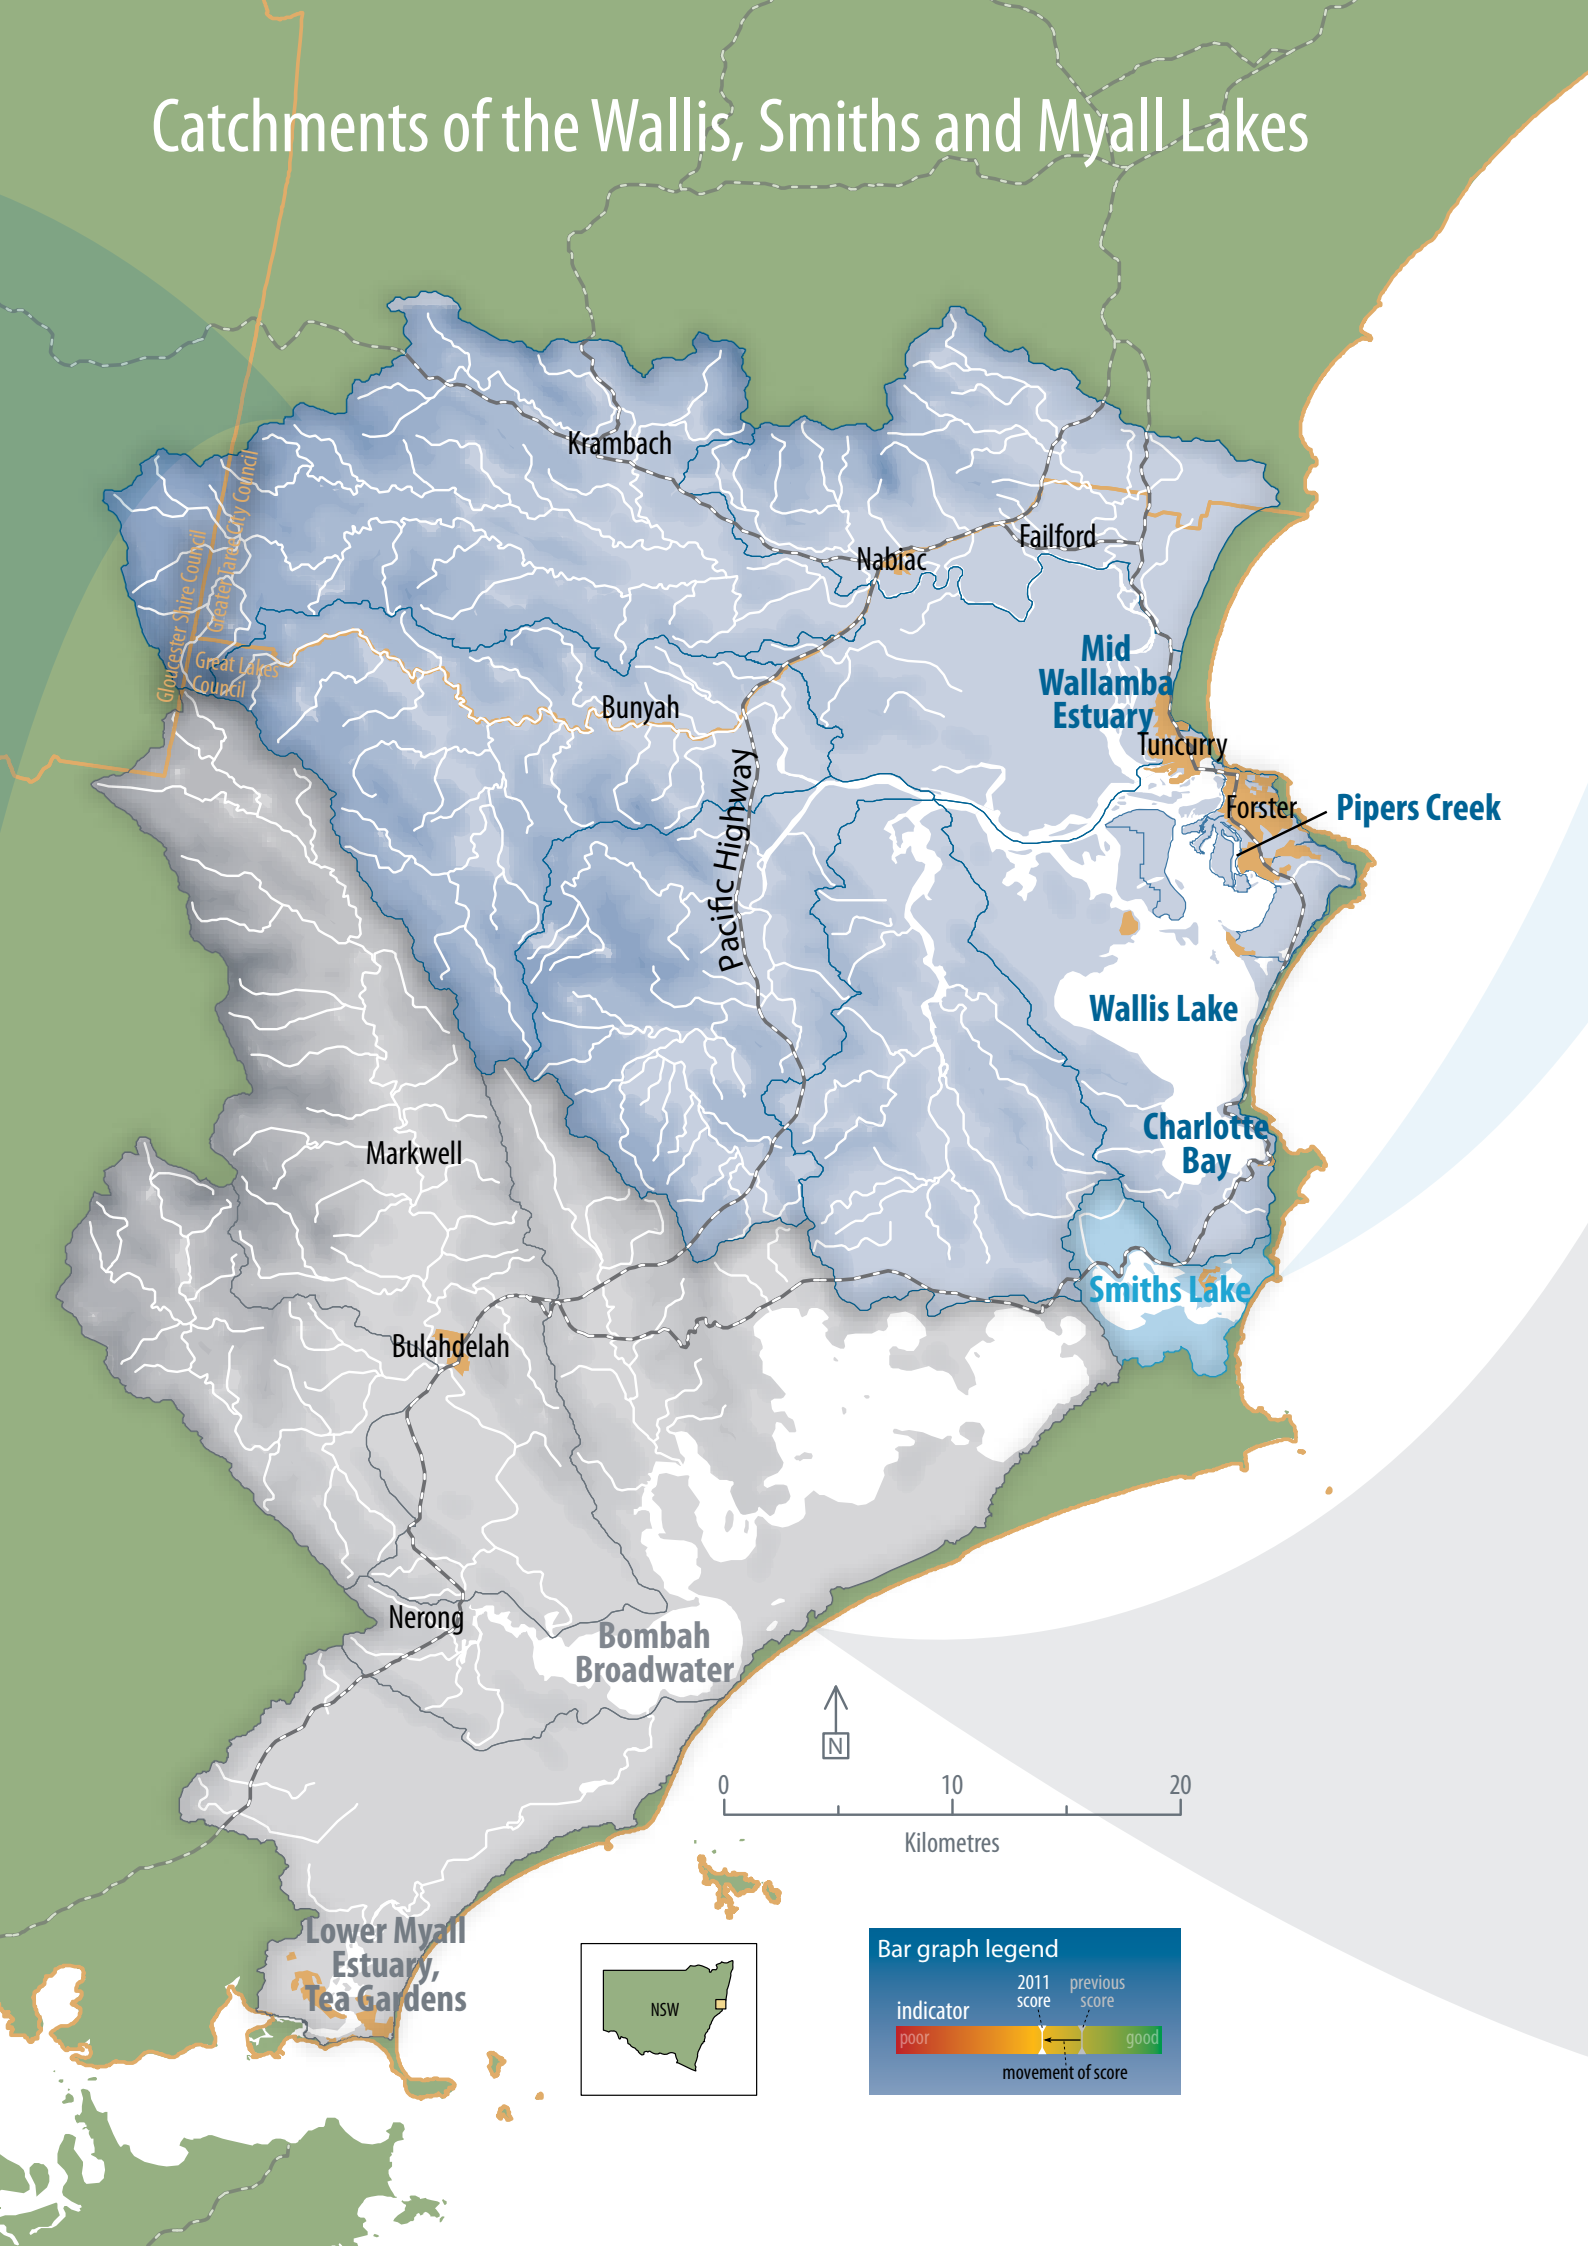 Catchments of the Wallis, Smiths and Myall Lakes
Krambach
Failford
Nabiac
Gloucester Shire Council
Greater Taree City Council
Great Lakes
Council
Mid
Wallamba
Estuary
Bunyah
Tuncurry
Pacific Highway
Forster
Pipers Creek
Wallis Lake
Charlotte
Bay
Markwell
Smiths Lake
Bulahdelah
Nerong
Bombah
Broadwater
N
0 10 20
Kilometres
Lower Myall
Estuary,
Tea Gardens
NSW
Bar graph legend
2011
score
previous
score
indicator
poor
good
movement of score